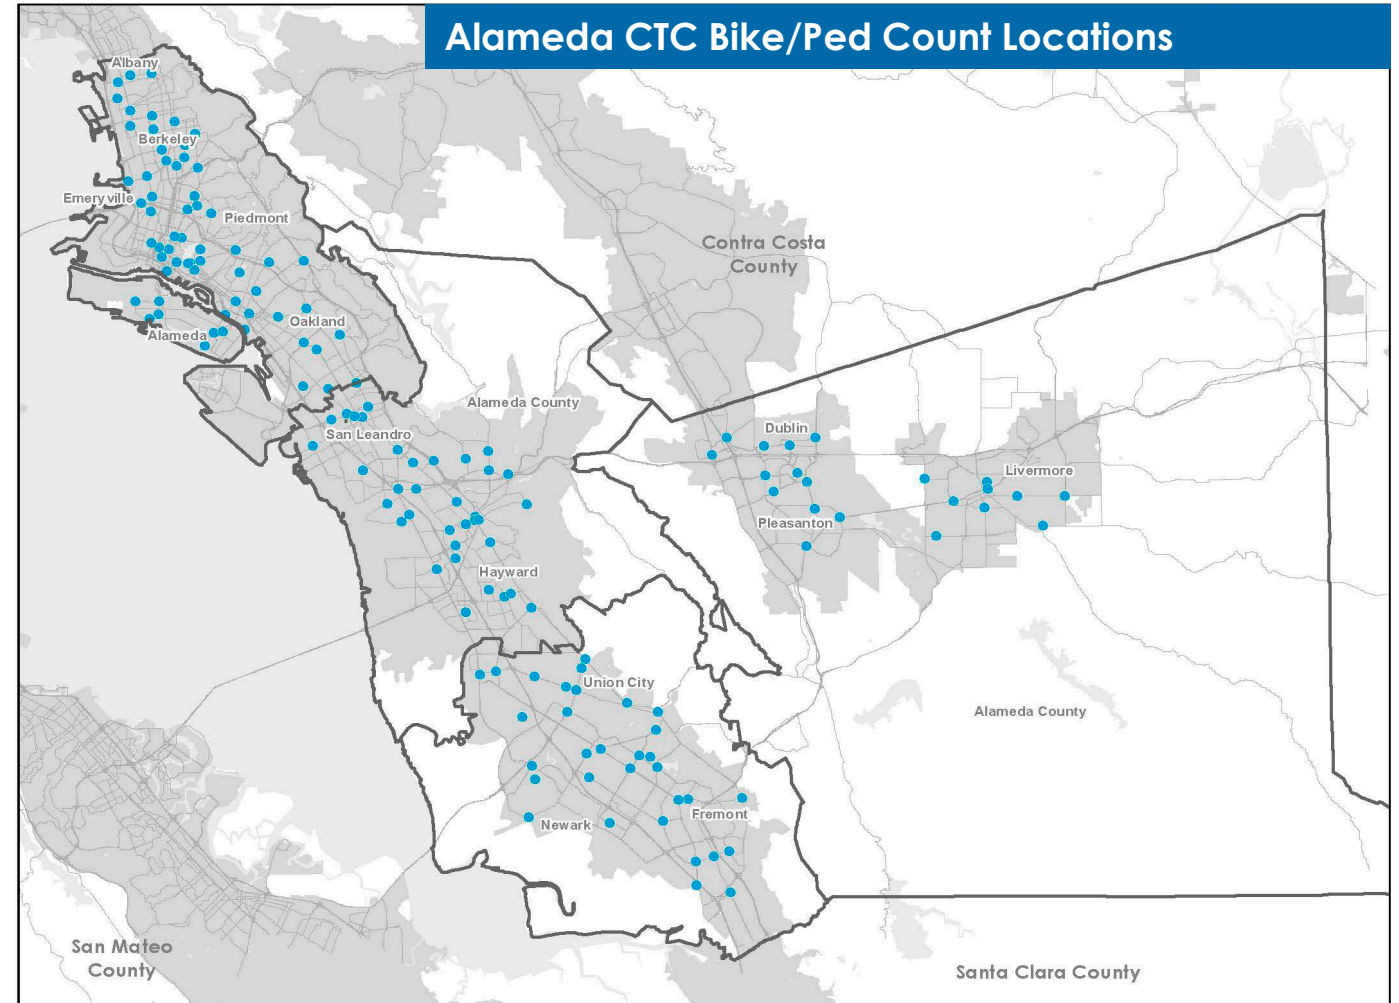 Alameda CTC Bike/Ped Count Locations
Albany
Berkeley
Emeryville
Piedmont
Contra Costa
County
Oakland
Alameda
Alameda County
San Leandro
Dublin
Livermore
Pleasanton
Hayward
Union City
Alameda County
Fremont
Newark
San Mateo
County
Santa Clara County